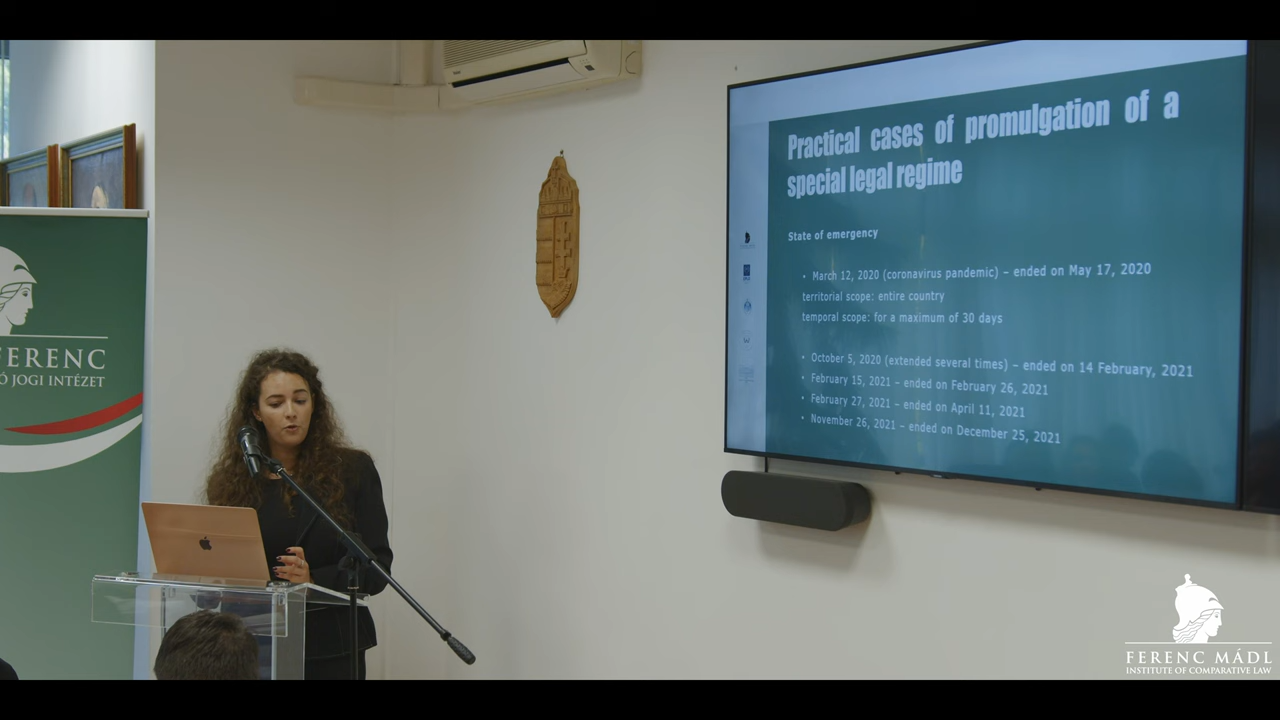 Practical cases of promulgation of a
special legal regime
State of emergency
• March 12, 2020 (coronavirus pandemic) – ended on May 17, 2020
territorial scope: entire country
temporal scope: for a maximum of 30 days
• October 5, 2020 (extended several times) – ended on 14 February, 2021
• February 15, 2021 – ended on February 26, 2021
• February 27, 2021 – ended on April 11, 2021
• November 26, 2021 – ended on December 25, 2021
FERENC
Ó JOGI INTÉZET
FERENC MÁDL
INSTITUTE OF COMPARATIVE LAW